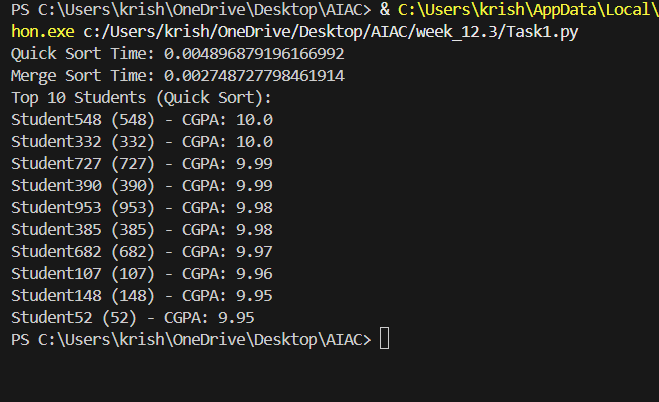 PS C:\Users\krish\OneDrive\Desktop\AIAC> & C:\Users\krish\AppData\Local\
hon.exe c:/Users/krish/OneDrive/Desktop/AIAC/week_12.3/Task1.py
Quick Sort Time: 0.004896879196166992
Merge Sort Time: 0.002748727798461914
Top 10 Students (Quick Sort):
Student548 (548) - CGPA: 10.0
Student332 (332) - CGPA: 10.0
Student727 (727) - CGPA: 9.99
Student390 (390) - CGPA: 9.99
Student953 (953) - CGPA: 9.98
Student385 (385) - CGPA: 9.98
Student682 (682) - CGPA: 9.97
Student107 (107) - CGPA: 9.96
Student148 (148) - CGPA: 9.95
Student52 (52) - CGPA: 9.95
PS C:\Users\krish\OneDrive\Desktop\AIAC>